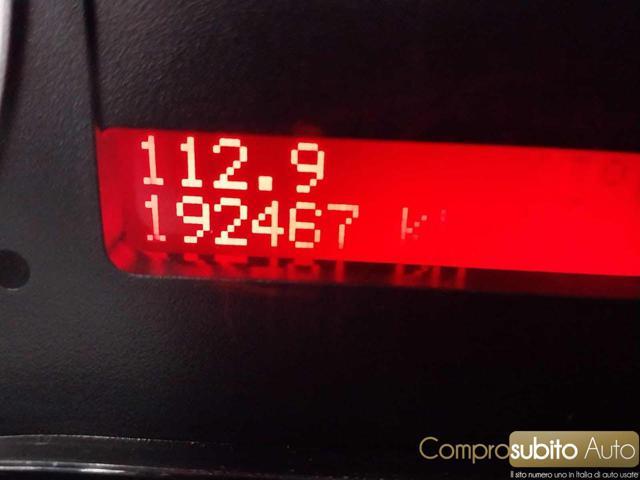 112.9
192467 k
Comprosubito Auto
Il sito numero uno in Italia di auto usate